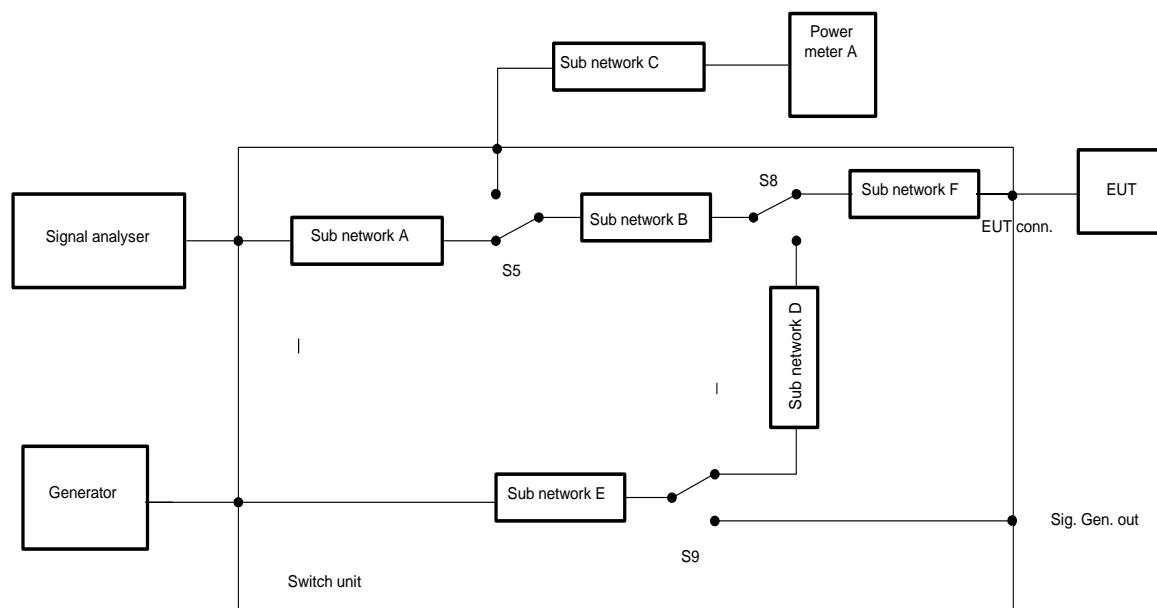 Power
meter A
Sub network C
S8
Sub network F
EUT
Signal analyser
Sub network A
Sub network B
EUT conn.
S5
Sub network D
Generator
Sub network E
Sig. Gen. out
S9
Switch unit